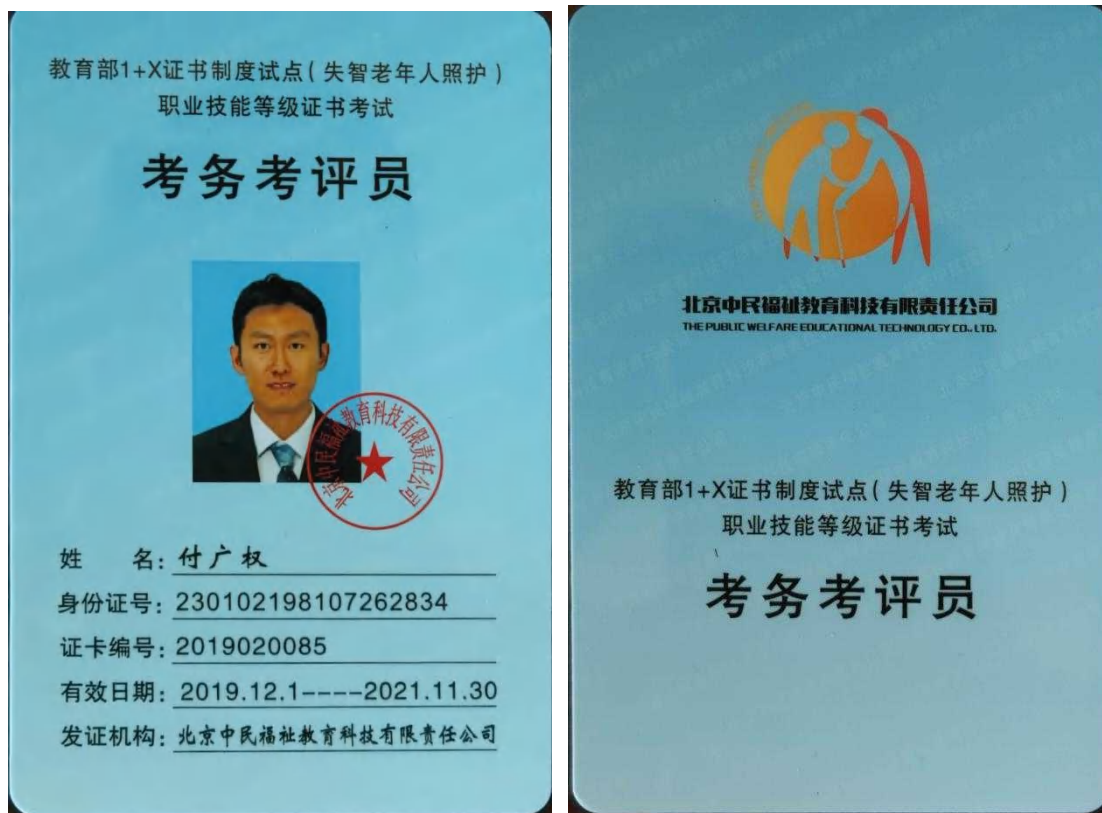 教育部1+X证书制度试点(失智老年人照护)
职业技能等级证书考试
考务考评员
北京中民福祉教育科技有限责任公司
姓 名: 付广权
身份证号: 230102198107262834
证卡编号: 2019020085
有效日期: 2019.12.1----2021.11.30
发证机构: 北京中民福祉教育科技有限责任公司
北京中民福祉教育科技有限责任公司
THE PUBLIC WELFARE EDUCATIONAL TECHNOLOGY CO., LTD.
教育部1+X证书制度试点(失智老年人照护)
职业技能等级证书考试
考务考评员